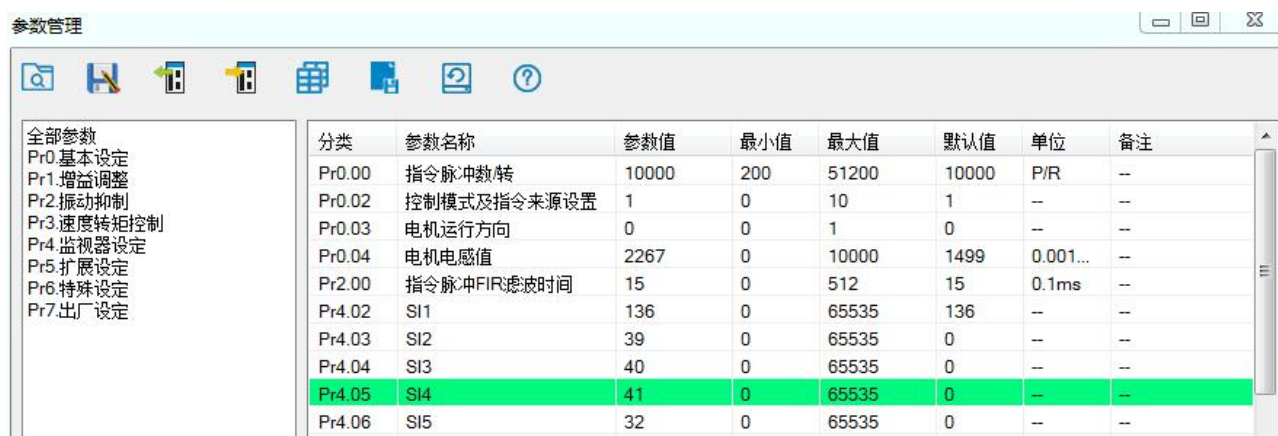 参数管理
全部参数
Pr0.基本设定
Pr1.增益调整
Pr2.振动抑制
Pr3.速度转矩控制
Pr4.监视器设定
Pr5.扩展设定
Pr6.特殊设定
Pr7.出厂设定
分类 参数名称 参数值 最小值 最大值 默认值 单位 备注
Pr0.00 指令脉冲数/转 10000 200 51200 10000 P/R --
Pr0.02 控制模式及指令来源设置 1 0 10 1 -- --
Pr0.03 电机运行方向 0 0 1 0 -- --
Pr0.04 电机电感值 2267 0 10000 1499 0.001... --
Pr2.00 指令脉冲FIR滤波时间 15 0 512 15 0.1ms --
Pr4.02 SI1 136 0 65535 136 -- --
Pr4.03 SI2 39 0 65535 0 -- --
Pr4.04 SI3 40 0 65535 0 -- --
Pr4.05 SI4 41 0 65535 0 -- --
Pr4.06 SI5 32 0 65535 0 -- --